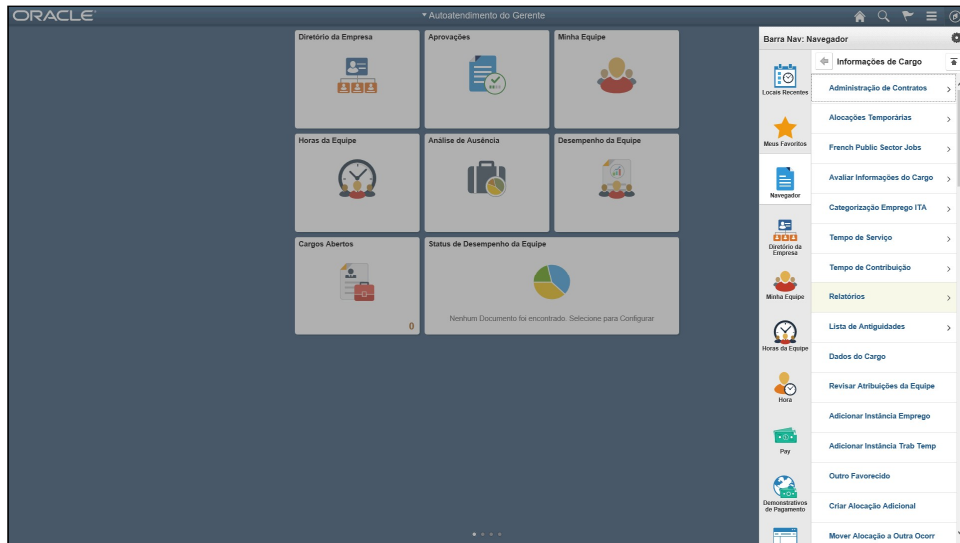 ORACLE
Autoatendimento do Gerente
Diretório da Empresa
Aprovações
Minha Equipe
Horas da Equipe
Análise de Ausência
Desempenho da Equipe
Cargos Abertos
0
Status de Desempenho da Equipe
Nenhum Documento foi encontrado. Selecione para Configurar
Barra Nav: Navegador
Locais Recentes
Meus Favoritos
Navegador
Diretório da
Empresa
Minha Equipe
Horas da Equipe
Hora
Pay
Demonstrativos
de Pagamento
Informações de Cargo
Administração de Contratos
Alocações Temporárias
French Public Sector Jobs
Avaliar Informações do Cargo
Categorização Emprego ITA
Tempo de Serviço
Tempo de Contribuição
Relatórios
Lista de Antiguidades
Dados do Cargo
Revisar Atribuições da Equipe
Adicionar Instância Emprego
Adicionar Instância Trab Temp
Outro Favorecido
Criar Alocação Adicional
Mover Alocação a Outra Ocorr